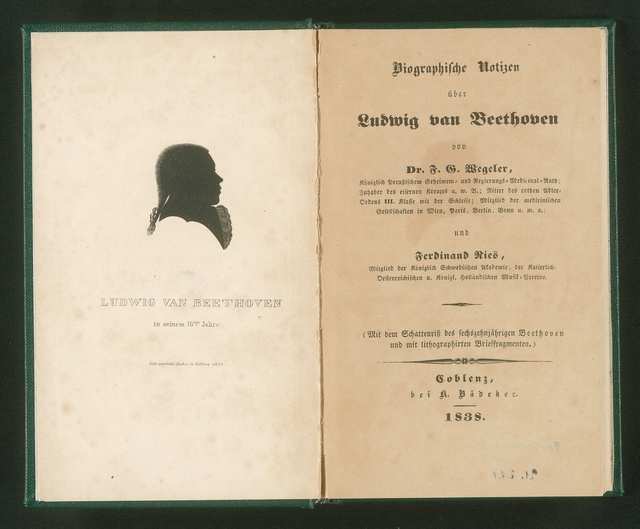 LUDWIG VAN BEETHOVEN
in seinem 16ten Jahre.
Biographische Notizen
über
Ludwig van Beethoven
von
Dr. F. G. Wegeler,
Königlich Preußischem Geheimen- und Regierungs-Medicinal-Rath;
Inhaber des eisernen Kreuzes a. w. B.; Ritter des rothen Adler-
Ordens III. Klasse mit der Schleife; Mitglied der medicinischen
Gesellschaften in Wien, Paris, Berlin, Bonn u. m. a.;
und
Ferdinand Ries,
Mitglied der Königlich Schwedischen Akademie, der Kaiserlich
Oesterreichischen u. Königl. Holländischen Musik-Vereine.
(Mit dem Schattenriß des sechszehnjährigen Beethoven
und mit lithographirten Brieffragmenten.)
Coblenz,
bei K. Bädeker.
1838.